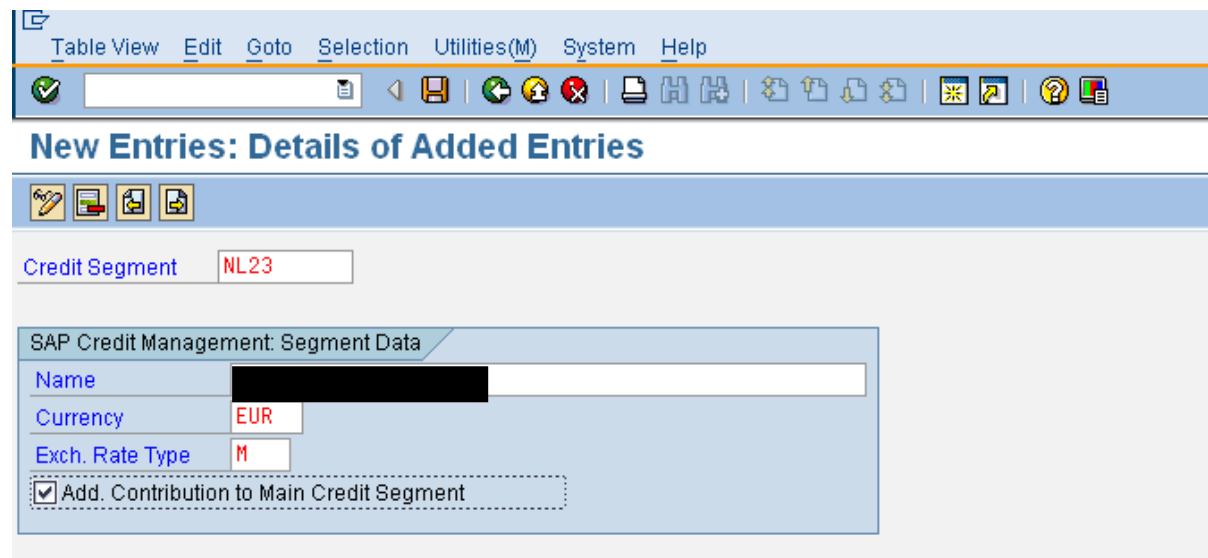 Table View Edit Goto Selection Utilities(M) System Help
New Entries: Details of Added Entries
Credit Segment NL23
SAP Credit Management: Segment Data
Name
Currency EUR
Exch. Rate Type M
Add. Contribution to Main Credit Segment